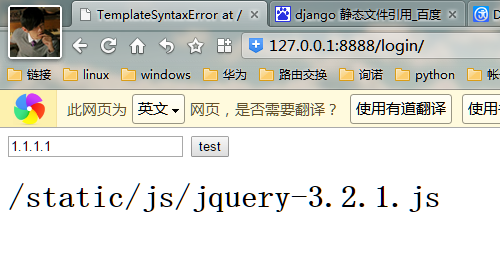 TemplateSyntaxError at /
django 静态文件引用_百度
127.0.0.1:8888/login/
链接 linux windows 华为 路由交换 询诺 python 帐
此网页为 英文 网页，是否需要翻译？ 使用有道翻译 使用
1.1.1.1 test
/static/js/jquery-3.2.1.js